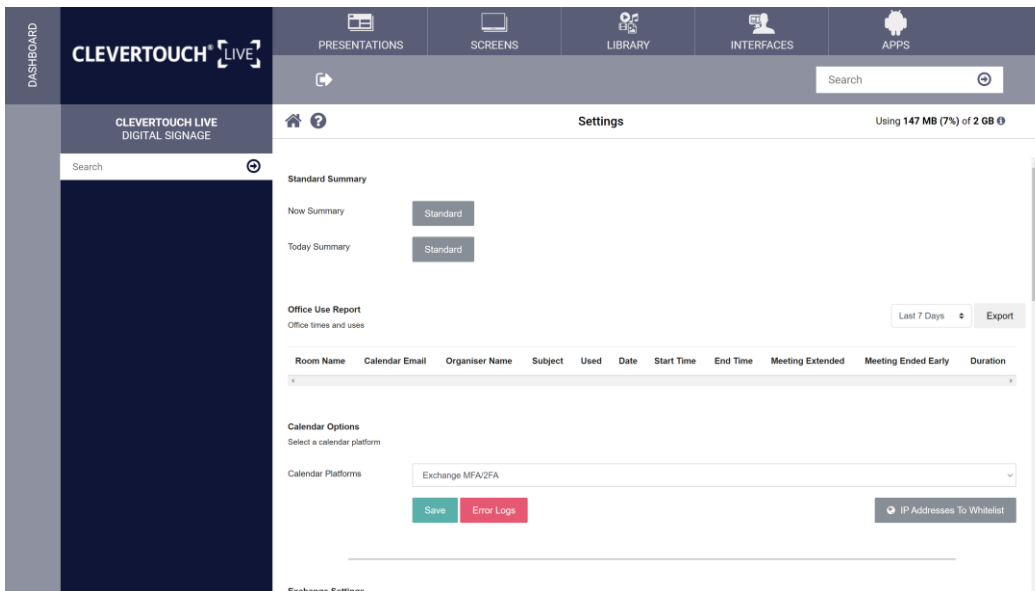 DASHBOARD
CLEVERTOUCH® LIVE
PRESENTATIONS
SCREENS
LIBRARY
INTERFACES
APPS
Search
CLEVERTOUCH LIVE
DIGITAL SIGNAGE
Settings
Using 147 MB (7%) of 2 GB
Search
Standard Summary
Now Summary
Standard
Today Summary
Standard
Office Use Report
Office times and uses
Last 7 Days
Export
Room Name Calendar Email Organiser Name Subject Used Date Start Time End Time Meeting Extended Meeting Ended Early Duration
Calendar Options
Select a calendar platform
Calendar Platforms
Exchange MFA/2FA
Save
Error Logs
IP Addresses To Whitelist
Exchange Settings